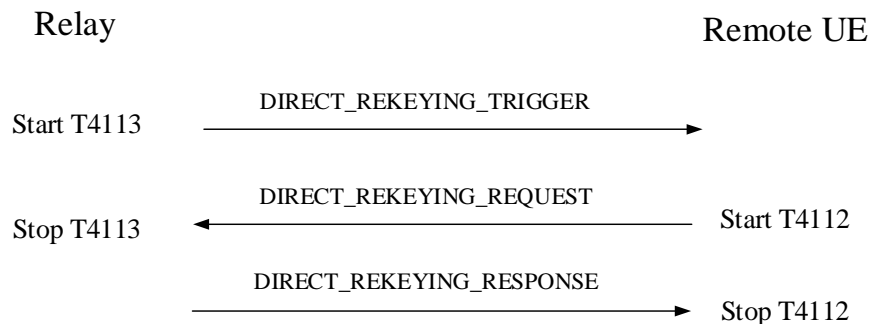 Relay
Remote UE
DIRECT_REKEYING_TRIGGER
Start T4113
DIRECT_REKEYING_REQUEST
Start T4112
Stop T4113
DIRECT_REKEYING_RESPONSE
Stop T4112